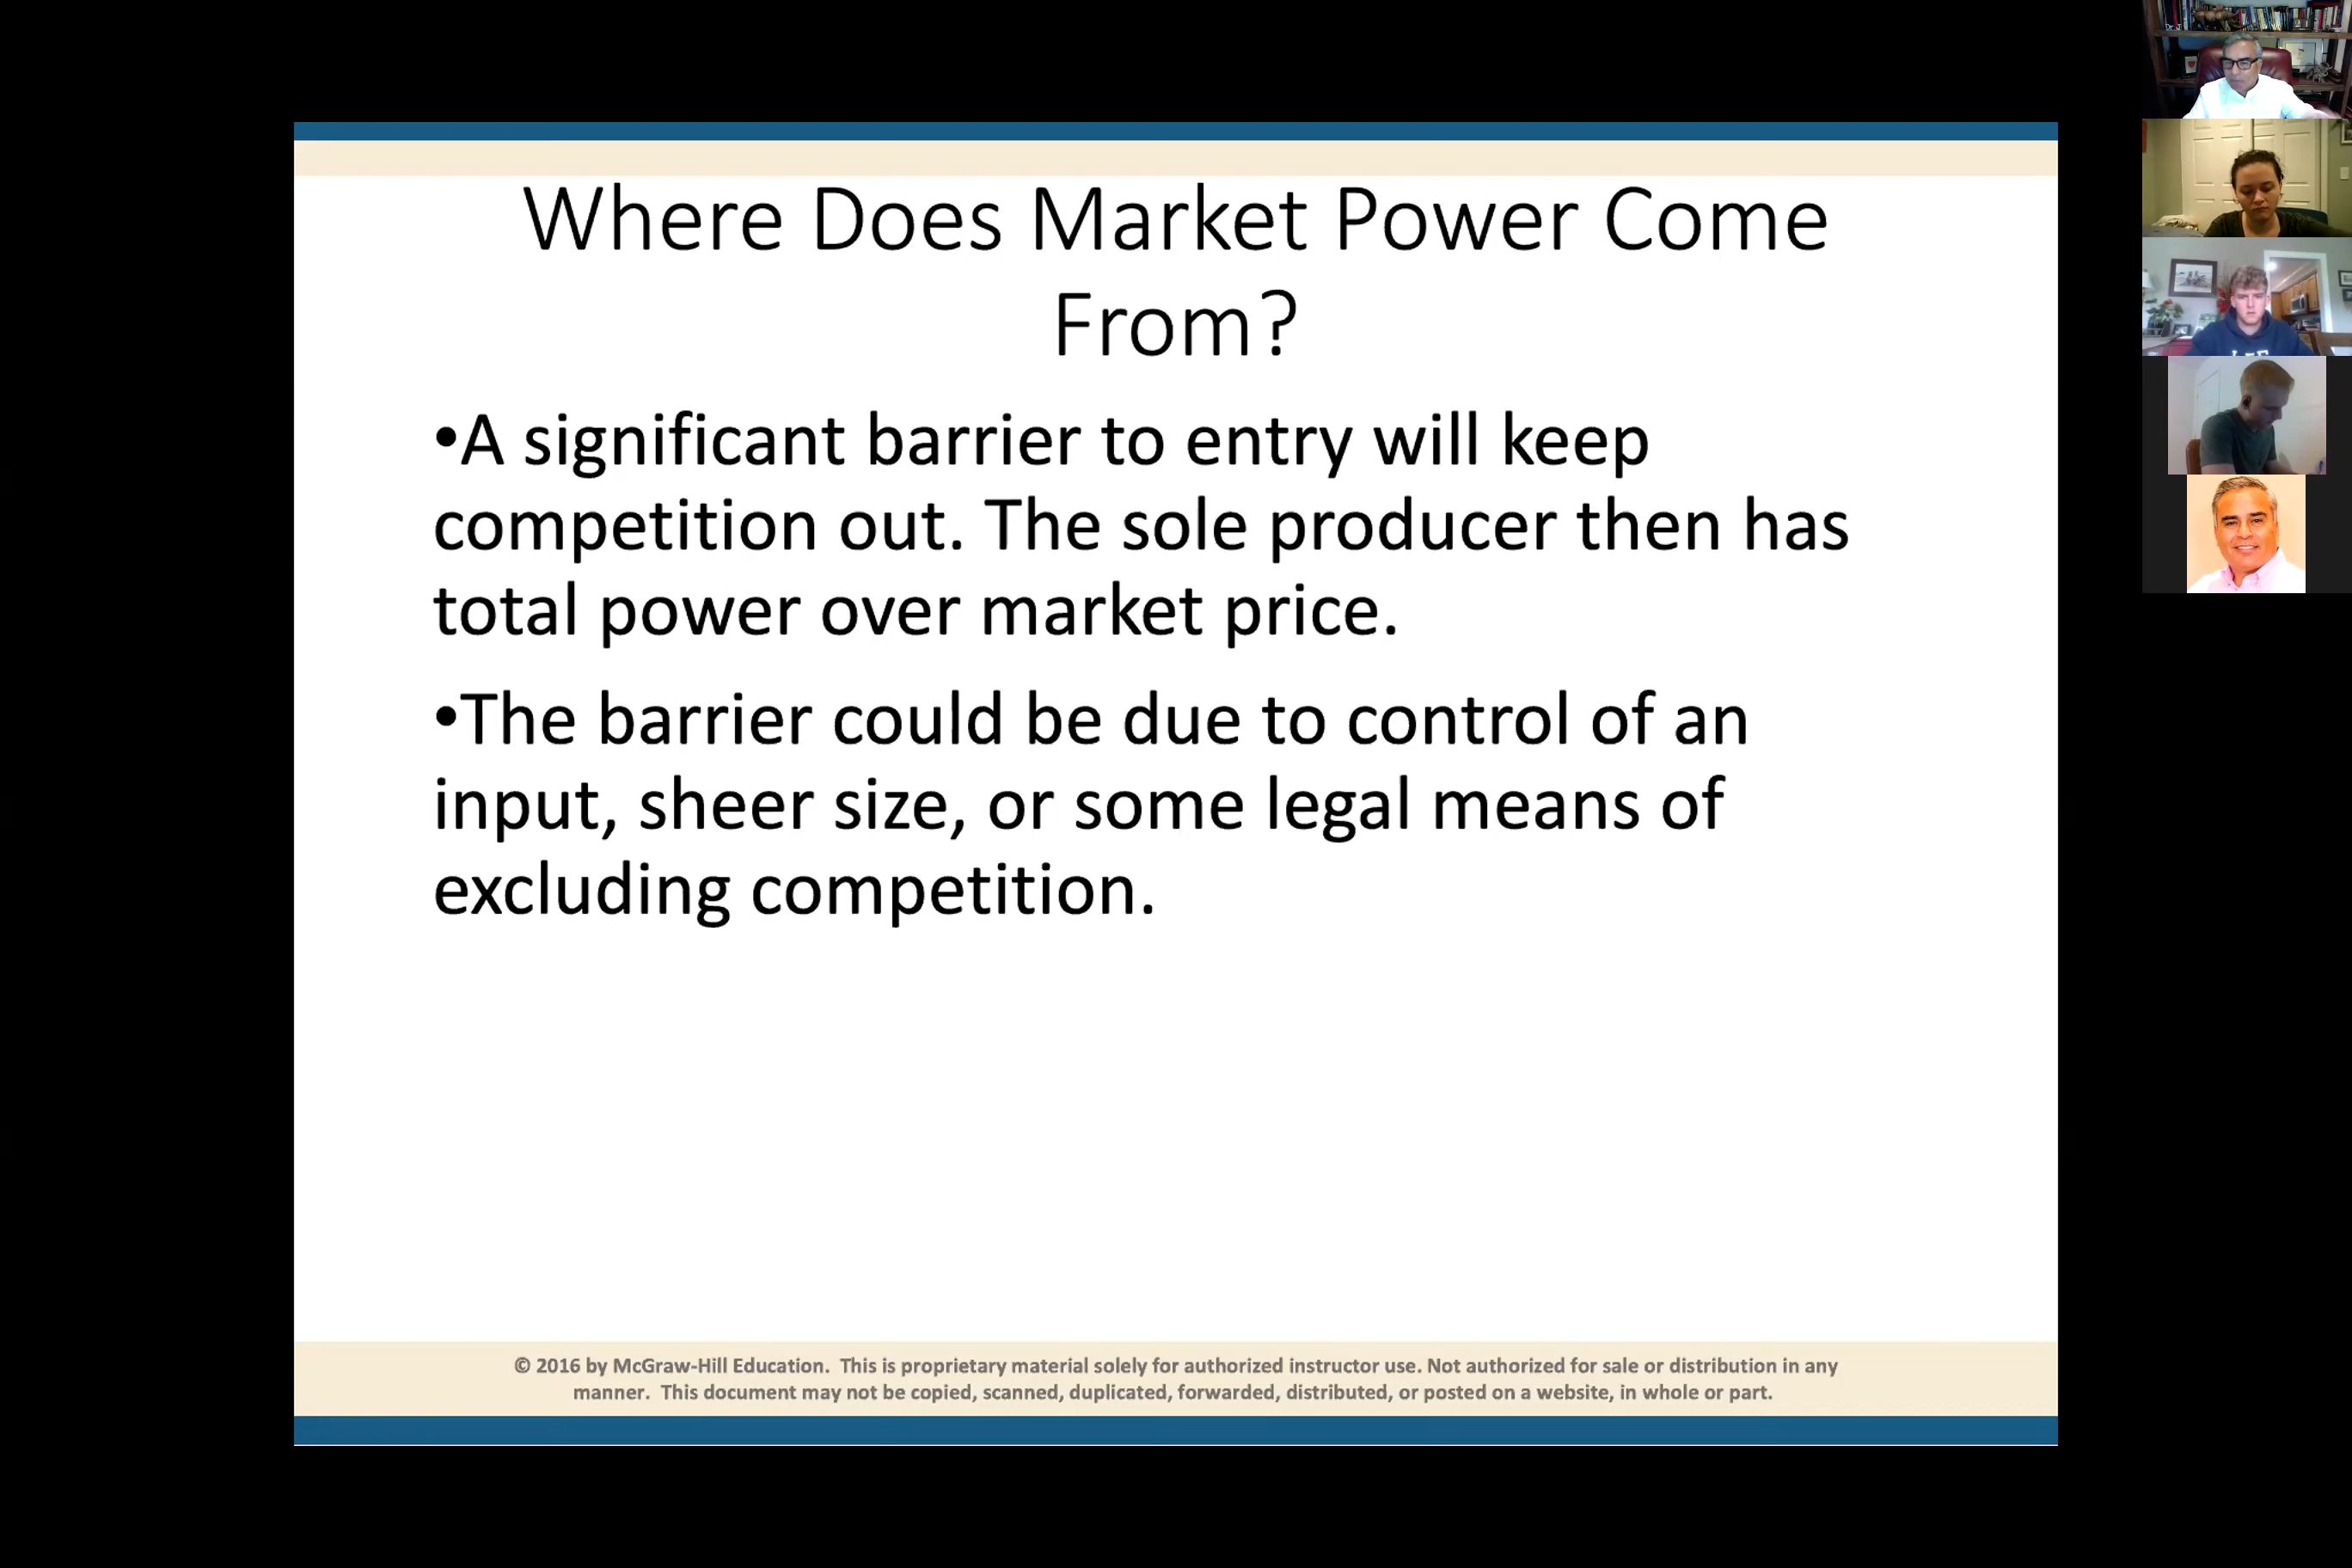 Where Does Market Power Come
From?
•A significant barrier to entry will keep
competition out. The sole producer then has
total power over market price.
•The barrier could be due to control of an
input, sheer size, or some legal means of
excluding competition.
© 2016 by McGraw-Hill Education.  This is proprietary material solely for authorized instructor use. Not authorized for sale or distribution in any
manner.  This document may not be copied, scanned, duplicated, forwarded, distributed, or posted on a website, in whole or part.